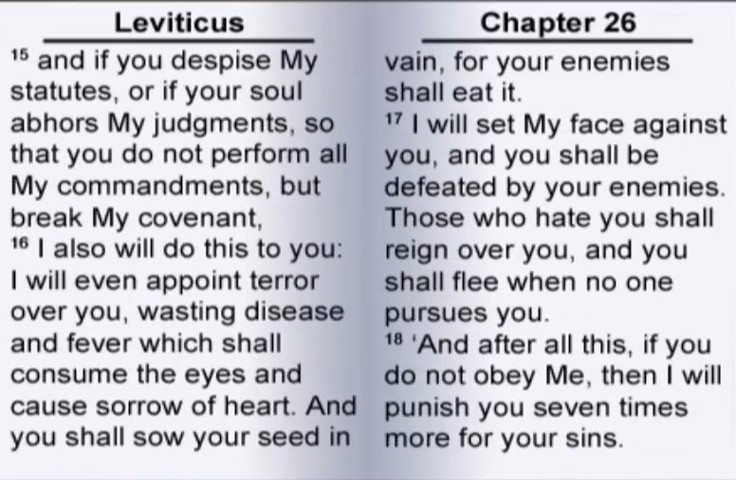 Leviticus
15 and if you despise My
statutes, or if your soul
abhors My judgments, so
that you do not perform all
My commandments, but
break My covenant,
16 I also will do this to you:
I will even appoint terror
over you, wasting disease
and fever which shall
consume the eyes and
cause sorrow of heart. And
you shall sow your seed in
Chapter 26
vain, for your enemies
shall eat it.
17 I will set My face against
you, and you shall be
defeated by your enemies.
Those who hate you shall
reign over you, and you
shall flee when no one
pursues you.
18 ‘And after all this, if you
do not obey Me, then I will
punish you seven times
more for your sins.